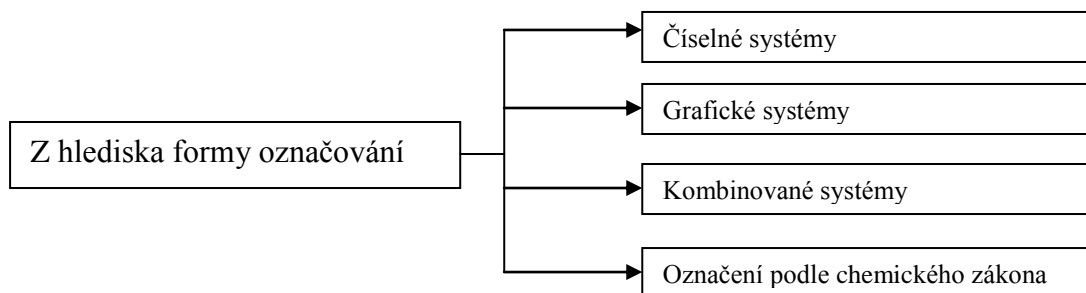 Číselné systémy
Grafické systémy
Z hlediska formy označování
Kombinované systémy
Označení podle chemického zákona